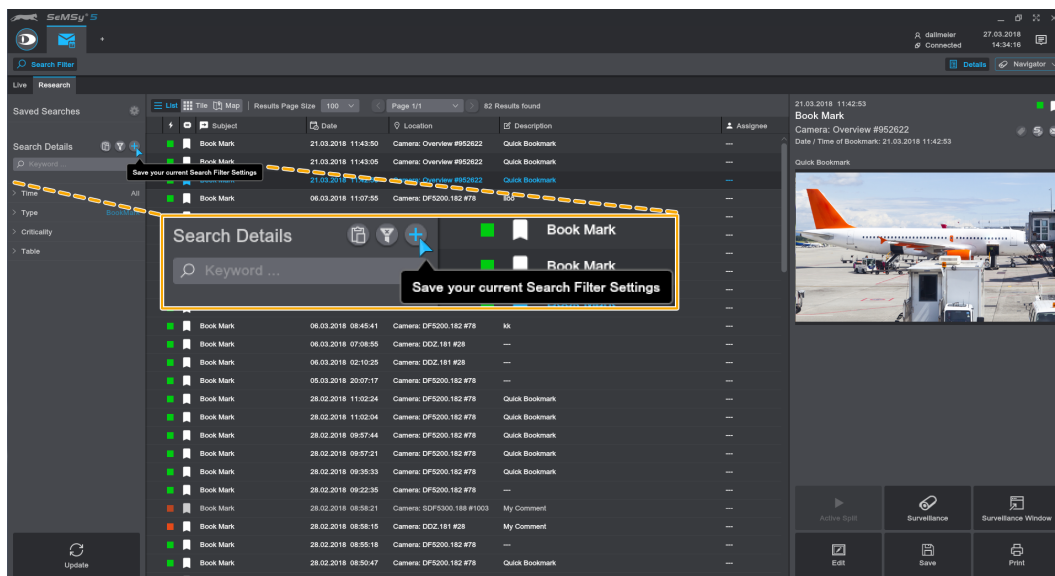 SeMSy® 5
+
dallmeier
Connected
27.03.2018
14:34:16
Search Filter
Details
Navigator
Live Research
Saved Searches
List Tile Map Results Page Size 100 Page 1/1 82 Results found
Subject Date Location Description Assignee
Search Details
Keyword ...
Save your current Search Filter Settings
Time All
Type BookMark
Criticality
Table
Update
Book Mark 21.03.2018 11:43:50 Camera: Overview #952622 Quick Bookmark ---
Book Mark 21.03.2018 11:43:05 Camera: Overview #952622 Quick Bookmark ---
21.03.2018 Camera: Overview #952622 Quick Bookmark ---
Book Mark 06.03.2018 11:07:55 Camera: DF5200.182 #78 ---
Search Details
Keyword ...
Save your current Search Filter Settings
Book Mark
Book Mark
Book Mark 06.03.2018 08:45:41 Camera: DF5200.182 #78 kk ---
Book Mark 06.03.2018 07:08:55 Camera: DDZ.181 #28 --- ---
Book Mark 06.03.2018 02:10:25 Camera: DDZ.181 #28 --- ---
Book Mark 05.03.2018 20:07:17 Camera: DF5200.182 #78 --- ---
Book Mark 28.02.2018 11:02:24 Camera: DF5200.182 #78 Quick Bookmark ---
Book Mark 28.02.2018 11:02:04 Camera: DF5200.182 #78 Quick Bookmark ---
Book Mark 28.02.2018 09:57:44 Camera: DF5200.182 #78 Quick Bookmark ---
Book Mark 28.02.2018 09:57:21 Camera: DF5200.182 #78 Quick Bookmark ---
Book Mark 28.02.2018 09:35:33 Camera: DF5200.182 #78 Quick Bookmark ---
Book Mark 28.02.2018 09:22:35 Camera: DF5200.182 #78 --- ---
Book Mark 28.02.2018 08:58:21 Camera: SDF5300.188 #1003 My Comment ---
Book Mark 28.02.2018 08:58:15 Camera: DDZ.181 #28 My Comment ---
Book Mark 28.02.2018 08:55:18 Camera: DF5200.182 #78 --- ---
Book Mark 28.02.2018 08:50:47 Camera: DF5200.182 #78 Quick Bookmark ---
21.03.2018 11:42:53
Book Mark
Camera: Overview #952622
Date / Time of Bookmark: 21.03.2018 11:42:53
Quick Bookmark
Active Split Surveillance Surveillance Window
Edit Save Print